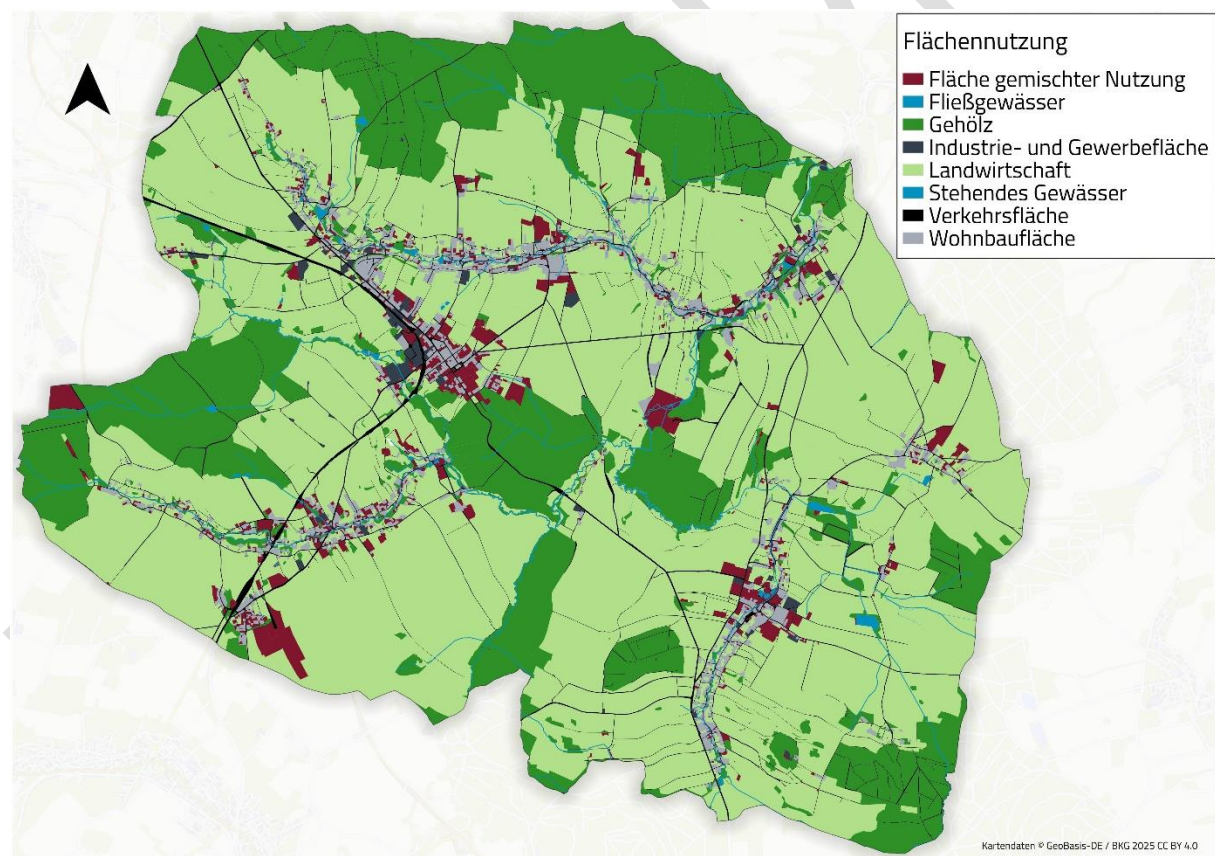 Flächennutzung
Fläche gemischter Nutzung
Fließgewässer
Gehölz
Industrie- und Gewerbefläche
Landwirtschaft
Stehendes Gewässer
Verkehrsfläche
Wohnbaufläche
Kartendaten © GeoBasis-DE / BKG 2025 CC BY 4.0